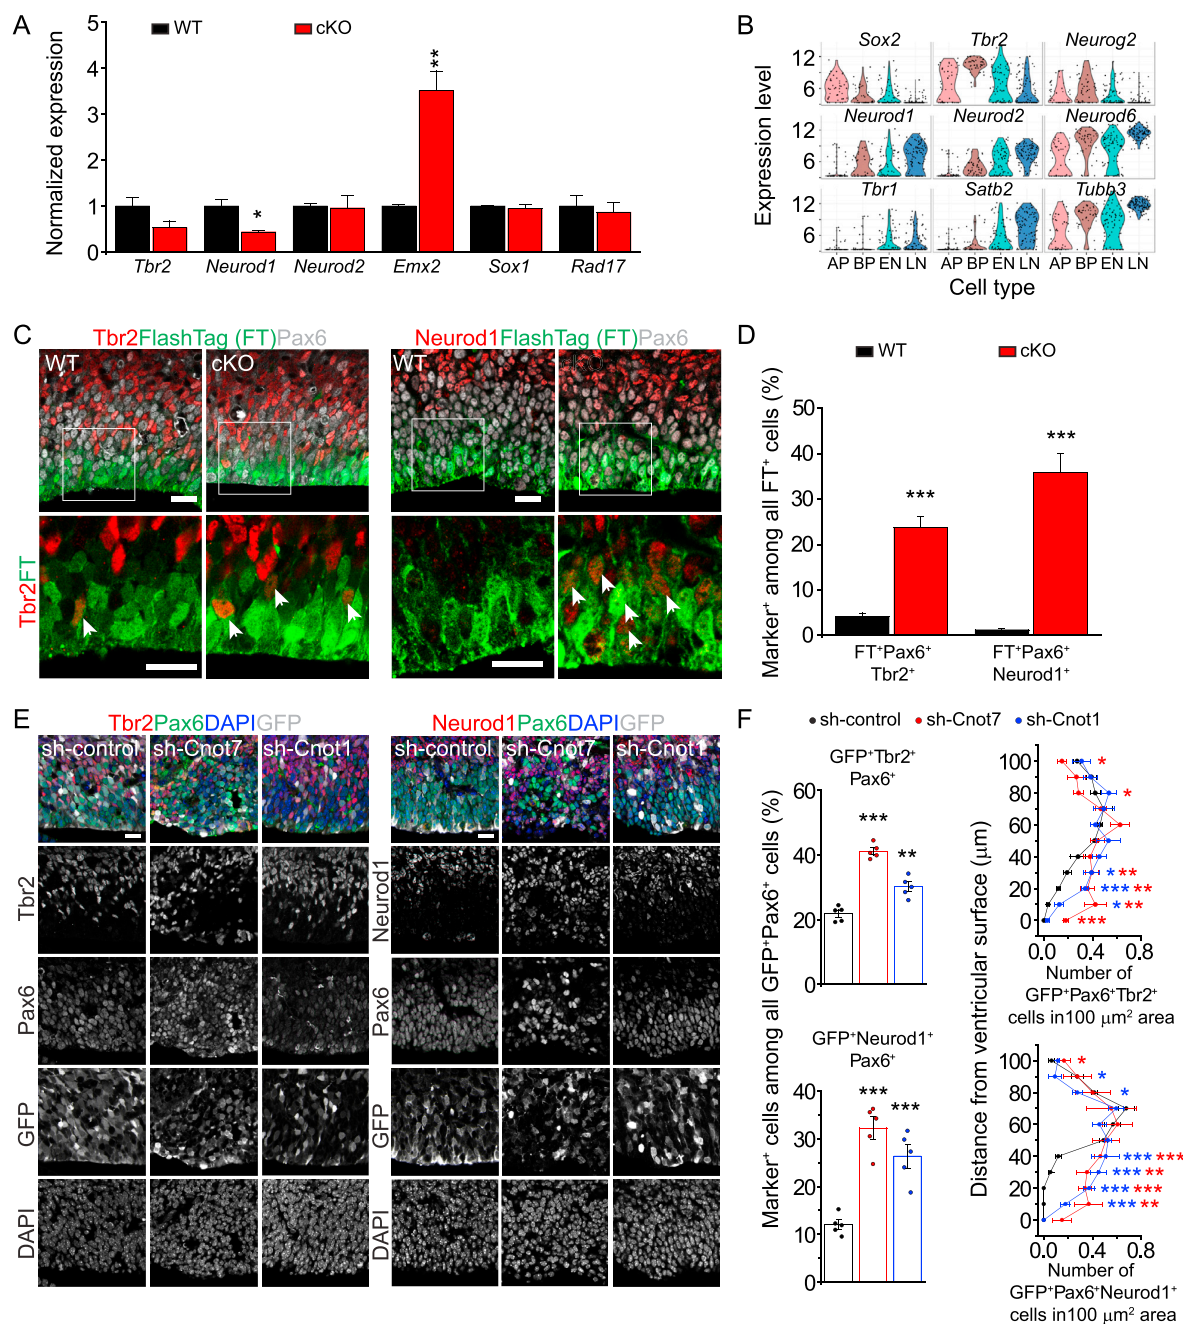 A
WT
cKO
Normalized expression
5
4
3
2
1
0
*
**
Tbr2
Neurod1
Neurod2
Emx2
Sox1
Rad17
B
Expression level
Sox2
Tbr2
Neurog2
12
6
Neurod1
Neurod2
Neurod6
12
6
Tbr1
Satb2
Tubb3
12
6
AP BP EN LN AP BP EN LN AP BP EN LN
Cell type
C
Tbr2FlashTag (FT)Pax6
Neurod1FlashTag (FT)Pax6
WT
cKO
WT
cKO
Tbr2FT
D
WT
cKO
Marker⁺ among all FT⁺ cells (%)
50
40
30
20
10
0
***
***
FT⁺Pax6⁺
Tbr2⁺
FT⁺Pax6⁺
Neurod1⁺
E
Tbr2Pax6DAPIGFP
Neurod1Pax6DAPIGFP
sh-control
sh-Cnot7
sh-Cnot1
sh-control
sh-Cnot7
sh-Cnot1
Tbr2
Neurod1
Pax6
Pax6
GFP
GFP
DAPI
DAPI
F
sh-control
sh-Cnot7
sh-Cnot1
Marker⁺ cells among all GFP⁺Pax6⁺ cells (%)
GFP⁺Tbr2⁺
Pax6⁺
60
40
20
0
***
**
GFP⁺Neurod1⁺
Pax6⁺
40
30
20
10
0
***
***
Distance from ventricular surface (μm)
100
80
60
40
20
0
*
*
* **
*** **
* **
***
0.0 0.4 0.8
Number of
GFP⁺Pax6⁺Tbr2⁺
cells in100 μm² area
100
80
60
40
20
0
*
*
*
*** ***
*** **
*** ***
*** **
0.0 0.4 0.8
Number of
GFP⁺Pax6⁺Neurod1⁺
cells in100 μm² area